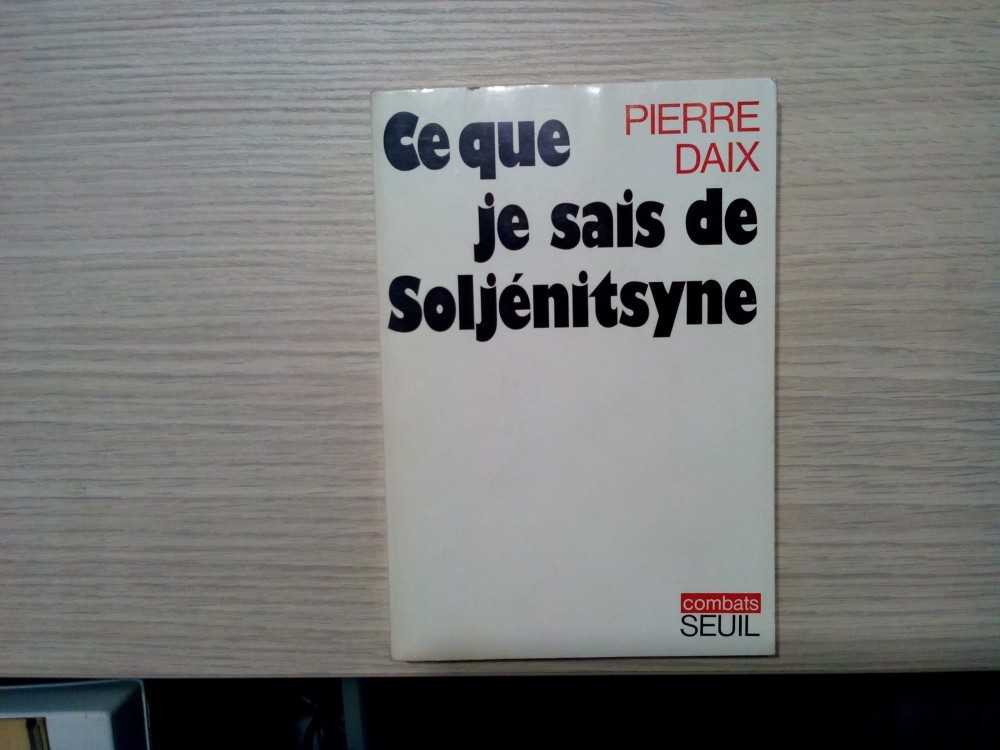 PIERRE
DAIX
Ce que
je sais de
Soljénitsyne
combats
SEUIL